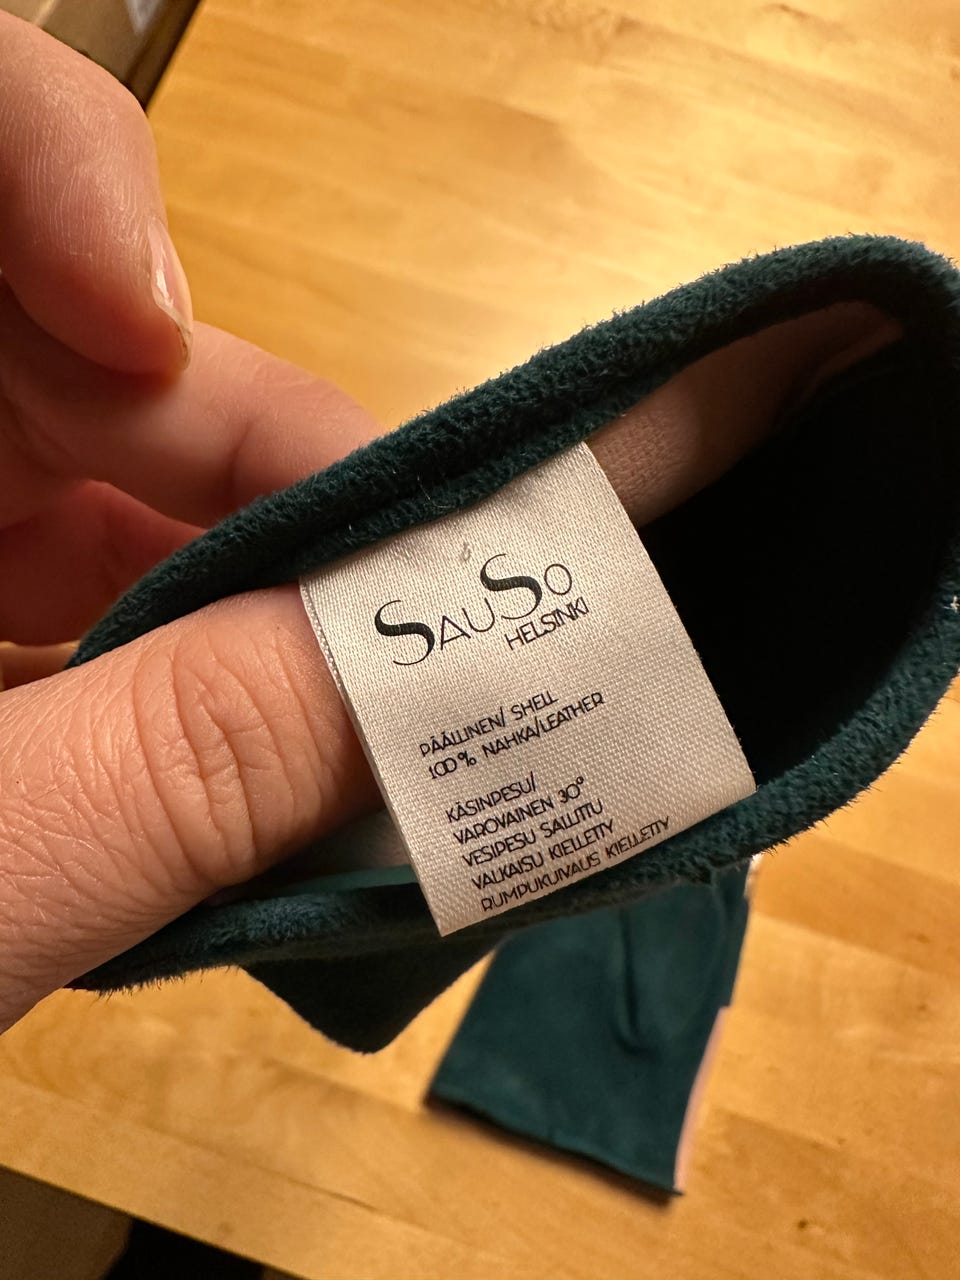 SAUSO
HELSINKI
PÄÄLLINEN/ SHELL
100 % NAHKA/LEATHER
KÄSINPESU/
VAROVAINEN 30°
VESIPESU SALLITTU
VALKAISU KIELLETTY
RUMPUKUIVAUS KIELLETTY